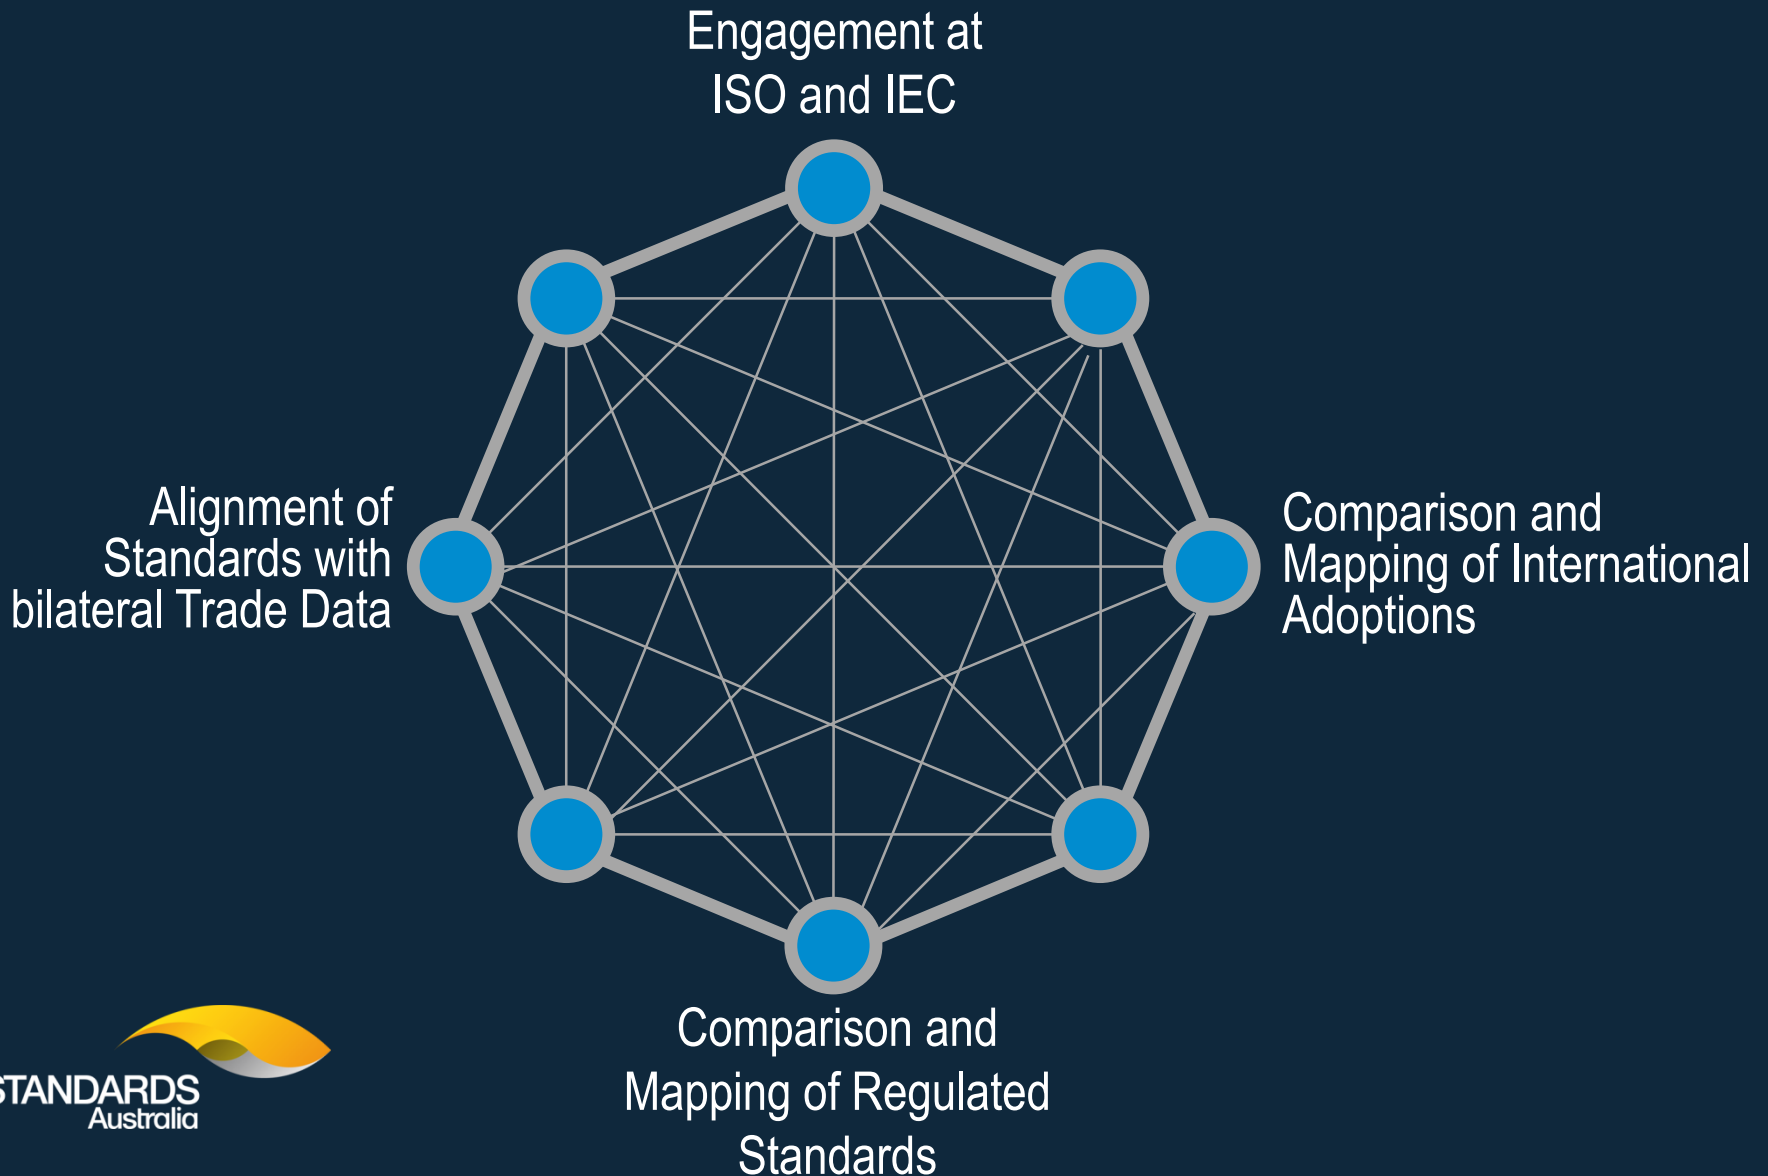 Engagement at
ISO and IEC
Alignment of
Standards with
bilateral Trade Data
Comparison and
Mapping of International
Adoptions
Comparison and
Mapping of Regulated
Standards
STANDARDS
Australia